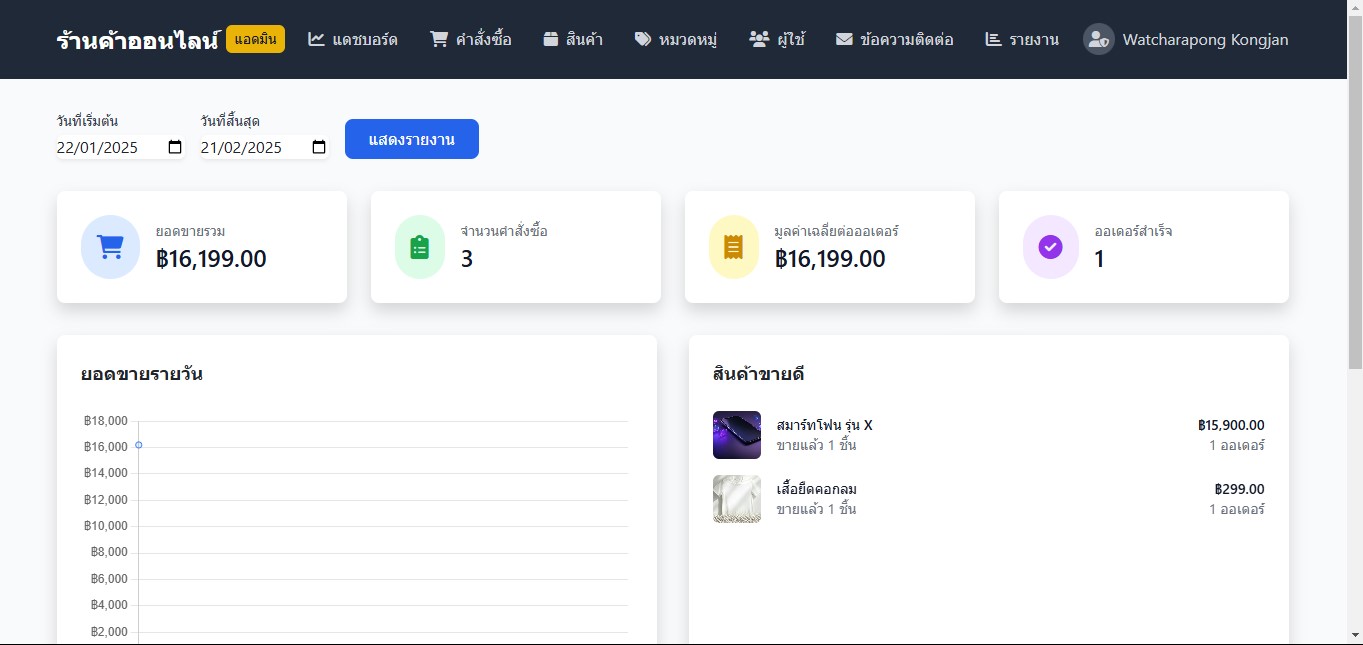 ร้านค้าออนไลน์ แอดมิน แดชบอร์ด คำสั่งซื้อ สินค้า หมวดหมู่ ผู้ใช้ ข้อความติดต่อ รายงาน Watcharapong Kongjan
วันที่เริ่มต้น วันที่สิ้นสุด
22/01/2025 21/02/2025 แสดงรายงาน
ยอดขายรวม
฿16,199.00
จำนวนคำสั่งซื้อ
3
มูลค่าเฉลี่ยต่อออเดอร์
฿16,199.00
ออเดอร์สำเร็จ
1
ยอดขายรายวัน
฿18,000
฿16,000
฿14,000
฿12,000
฿10,000
฿8,000
฿6,000
฿4,000
฿2,000
สินค้าขายดี
สมาร์ทโฟน รุ่น X ฿15,900.00
ขายแล้ว 1 ชิ้น 1 ออเดอร์
เสื้อยืดคอกลม ฿299.00
ขายแล้ว 1 ชิ้น 1 ออเดอร์